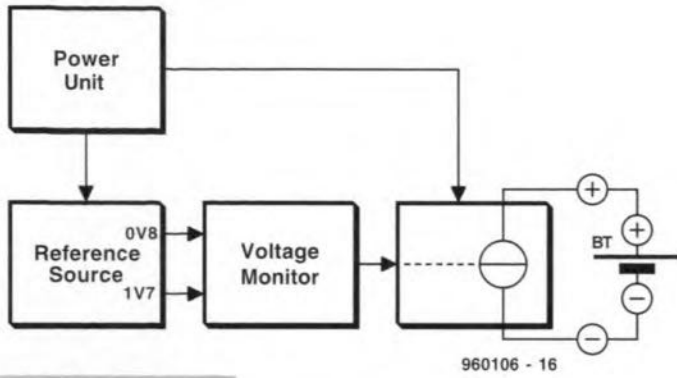 Power
Unit
Reference
Source
0V8
1V7
Voltage
Monitor
+
+
BT
−
−
960106 - 16